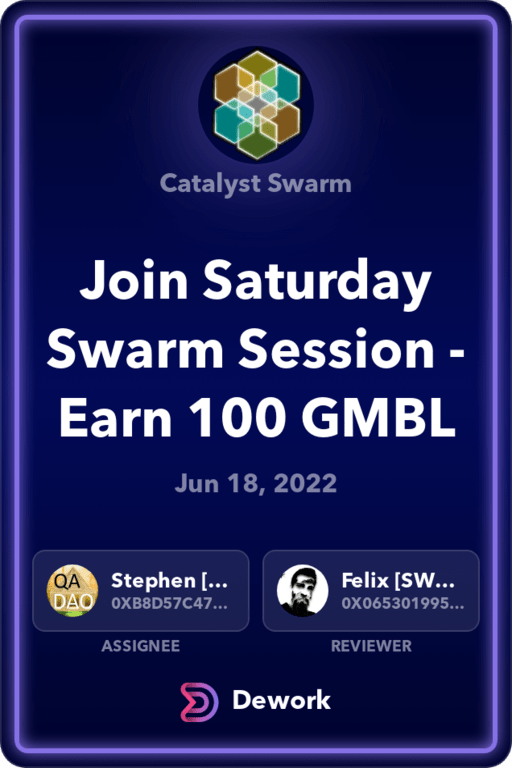 Catalyst Swarm
Join Saturday
Swarm Session -
Earn 100 GMBL
Jun 18, 2022
QA
DAO
Stephen [...
0XB8D57C47...
Felix [SW...
0X065301995...
ASSIGNEE
REVIEWER
Dework